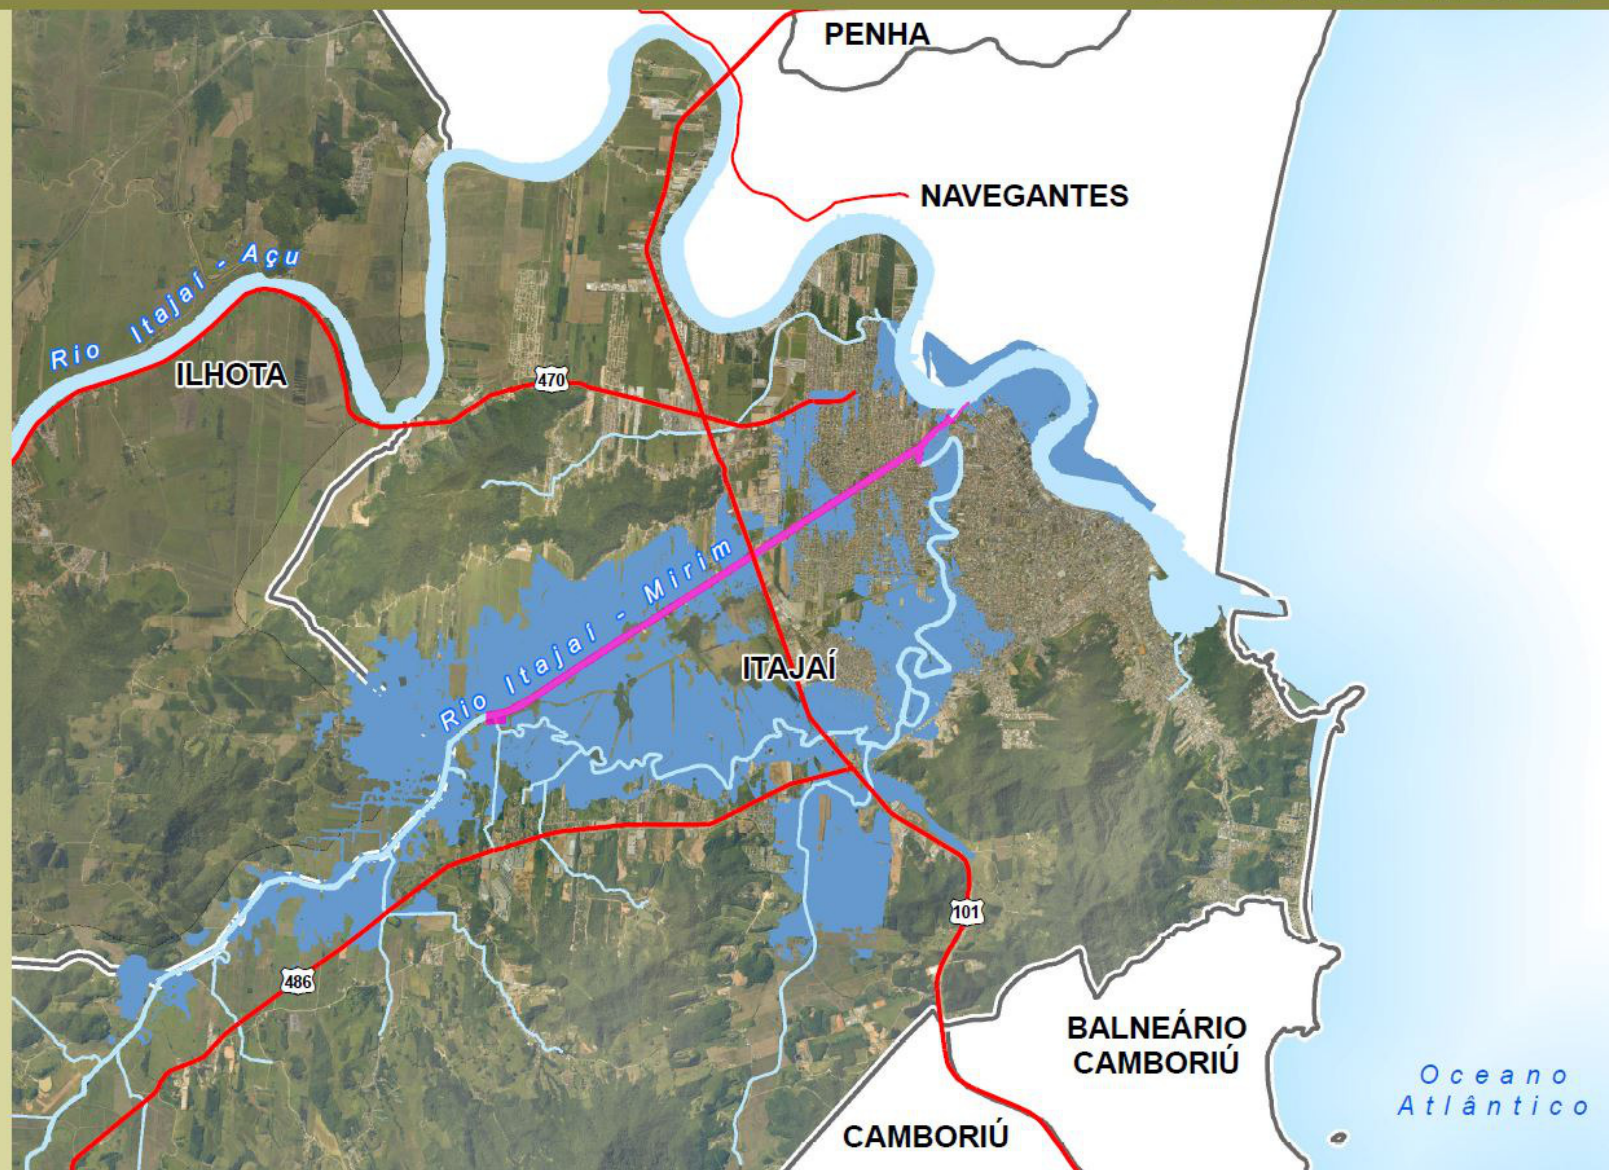 PENHA
NAVEGANTES
Rio Itajaí - Açu
ILHOTA
470
Rio Itajaí - Mirim
ITAJAÍ
101
486
BALNEÁRIO
CAMBORIÚ
Oceano
Atlântico
CAMBORIÚ